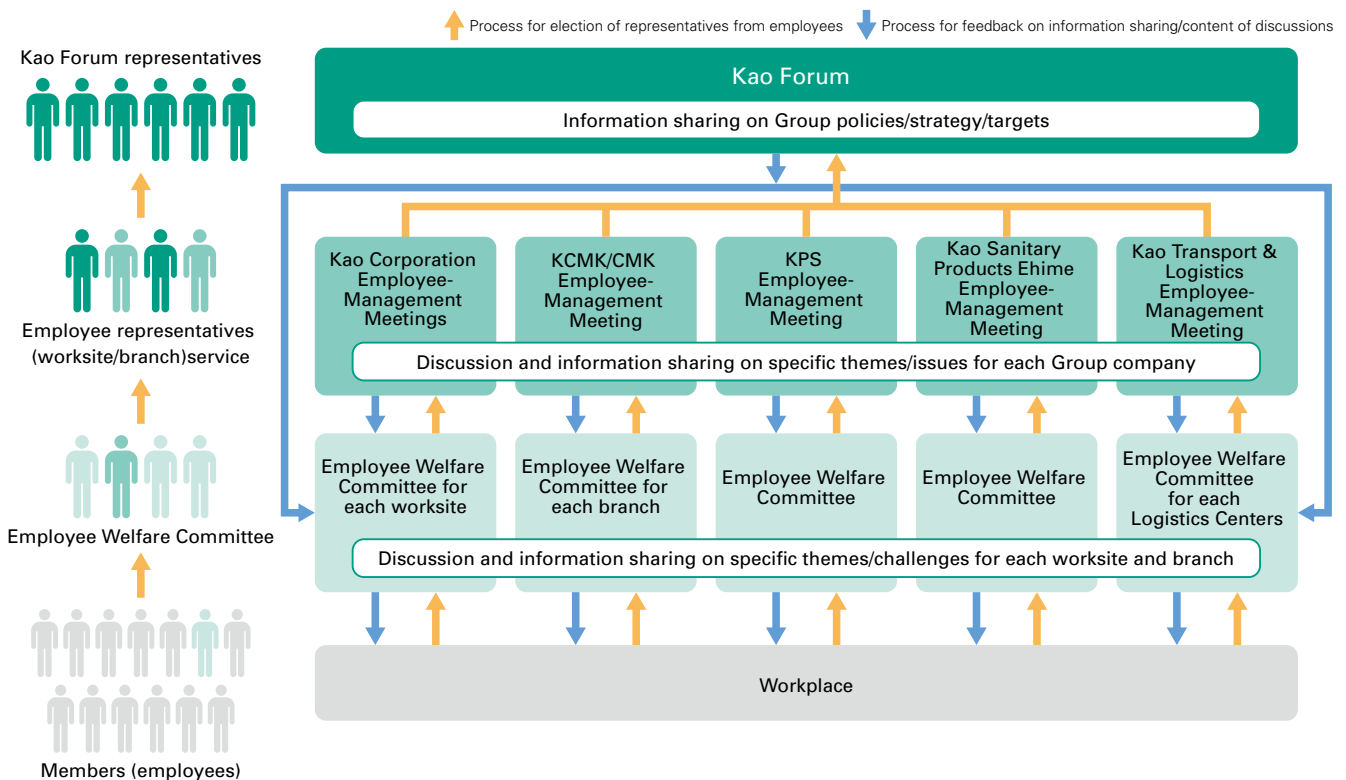 Process for election of representatives from employees
Process for feedback on information sharing/content of discussions
Kao Forum representatives
Employee representatives
(worksite/branch)service
Employee Welfare Committee
Members (employees)
Kao Forum
Information sharing on Group policies/strategy/targets
Kao Corporation
Employee-
Management
Meetings
KCMK/CMK
Employee-
Management
Meeting
KPS
Employee-
Management
Meeting
Kao Sanitary
Products Ehime
Employee-
Management
Meeting
Kao Transport &
Logistics
Employee-
Management
Meeting
Discussion and information sharing on specific themes/issues for each Group company
Employee Welfare
Committee for
each worksite
Employee Welfare
Committee for
each branch
Employee Welfare
Committee
Employee Welfare
Committee
Employee Welfare
Committee
for each
Logistics Centers
Discussion and information sharing on specific themes/challenges for each worksite and branch
Workplace